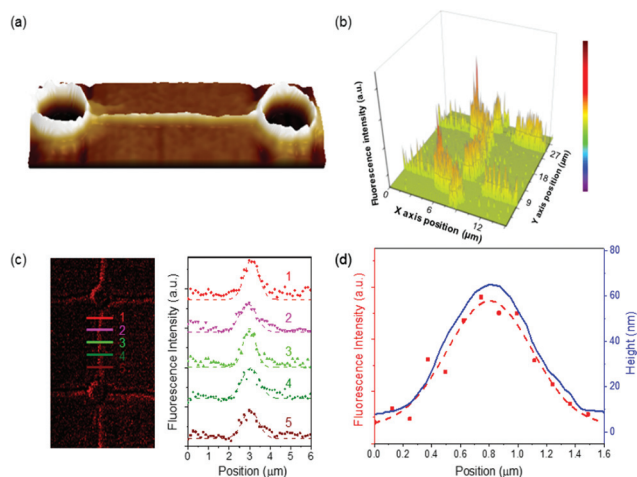 (a)
(b)
Fluorescence intensity (a.u.)
0
6
12
X axis position (μm)
9
18
27
Y axis position (μm)
(c)
1
2
3
4
5
Fluorescence Intensity (a.u.)
1
2
3
4
5
0 1 2 3 4 5 6
Position (μm)
(d)
Fluorescence Intensity (a.u.)
80
60
40
20
0
Height (nm)
0.0 0.2 0.4 0.6 0.8 1.0 1.2 1.4 1.6
Position (μm)